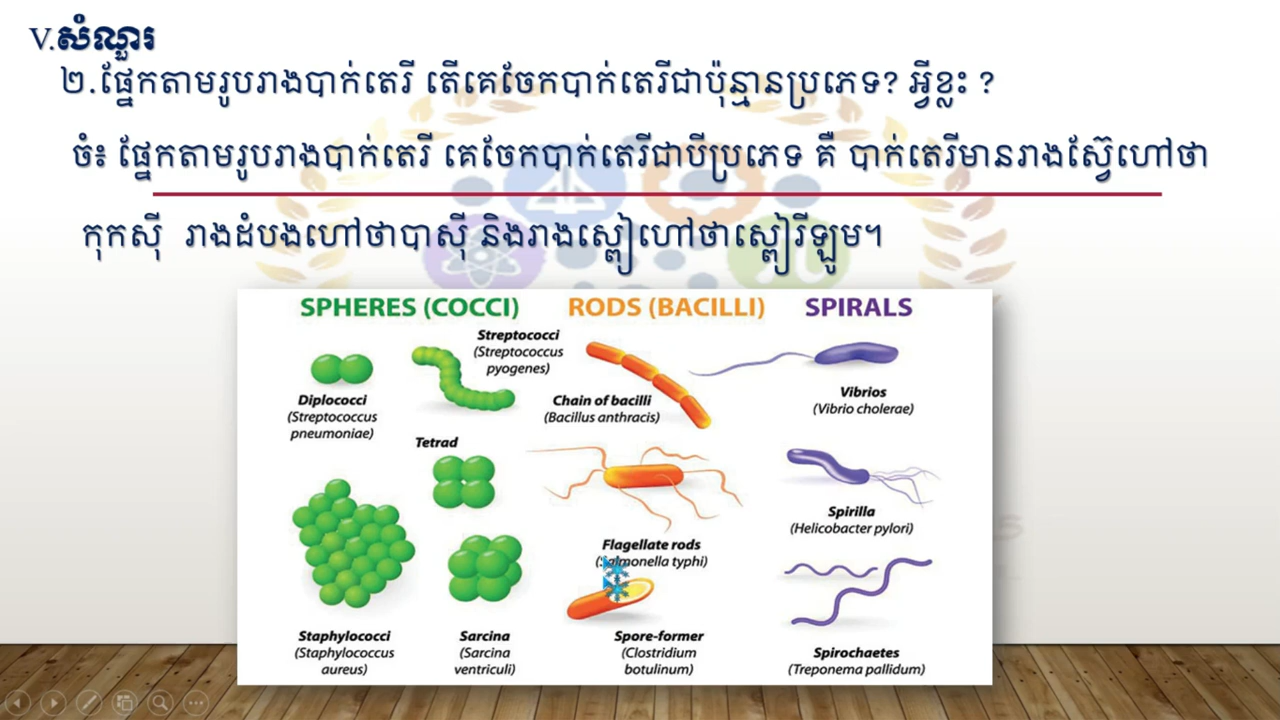 V.សំណួរ
២.ផ្នែកតាមរូបរាងបាក់តេរី តើគេចែកបាក់តេរីជាប៉ុន្មានប្រភេទ? អ្វីខ្លះ ?
ចំ៖ ផ្នែកតាមរូបរាងបាក់តេរី គេចែកបាក់តេរីជាបីប្រភេទ គឺ បាក់តេរីមានរាងស្វ៊ែហៅថា
កុកស៊ី រាងដំបងហៅថាបាស៊ី និងរាងស្ពៀហៅថាស្ពៀរីឡូម។
SPHERES (COCCI) RODS (BACILLI) SPIRALS
Streptococci
(Streptococcus
pyogenes)
Diplococci
(Streptococcus
pneumoniae)
Chain of bacilli
(Bacillus anthracis)
Vibrios
(Vibrio cholerae)
Tetrad
Spirilla
(Helicobacter pylori)
Flagellate rods
(Salmonella typhi)
Staphylococci
(Staphylococcus
aureus)
Sarcina
(Sarcina
ventriculi)
Spore-former
(Clostridium
botulinum)
Spirochaetes
(Treponema pallidum)